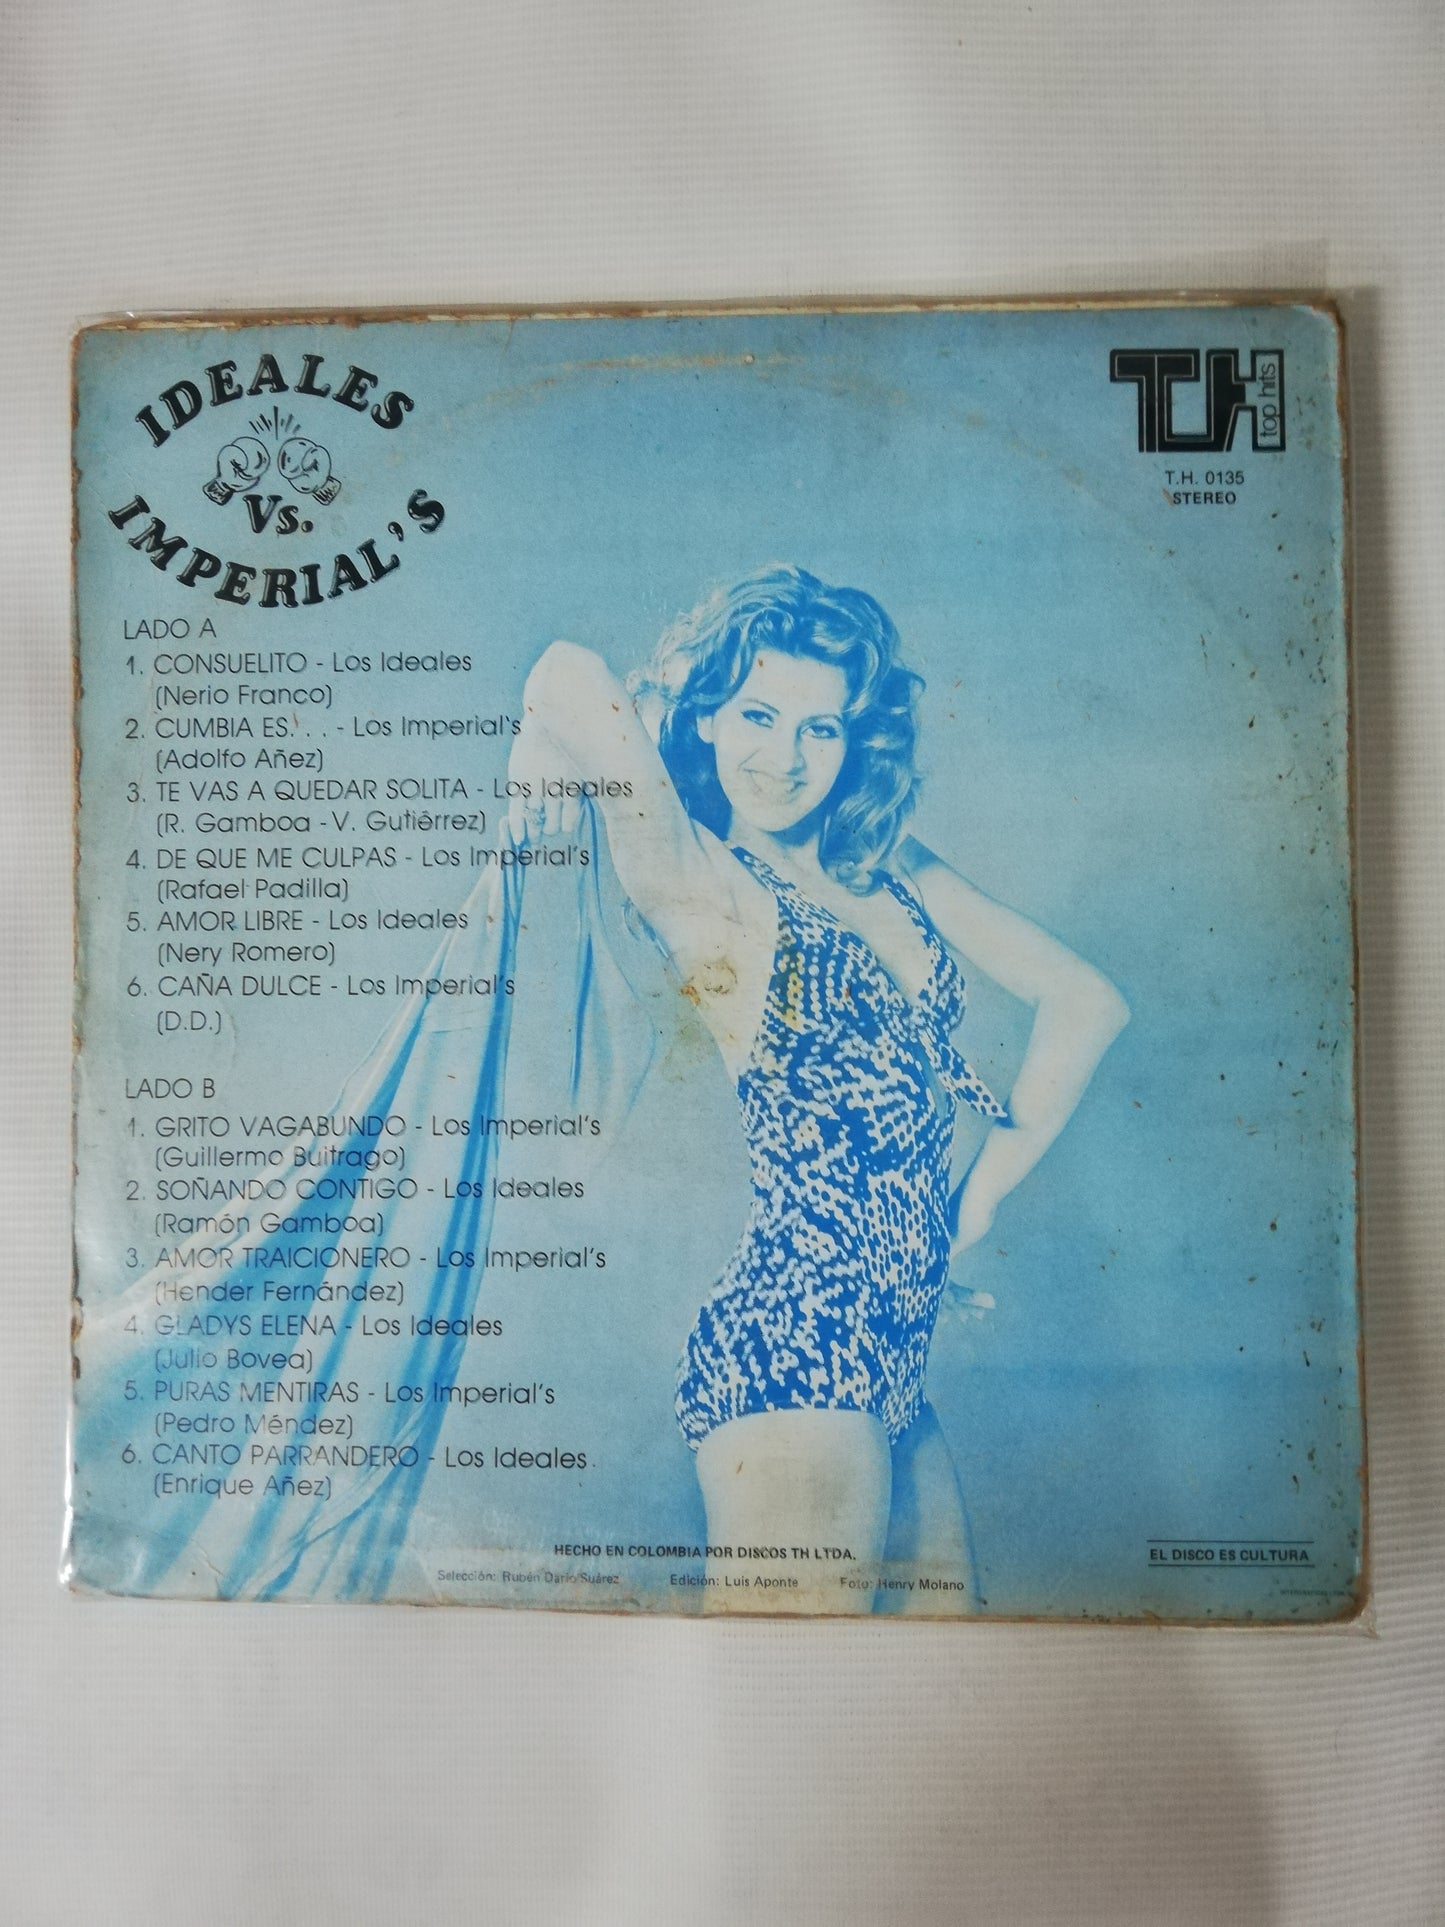 IDEALES
Vs.
IMPERIAL'S
TH
top hits
T.H. 0135
STEREO
LADO A
1. CONSUELITO - Los Ideales
(Nerio Franco)
2. CUMBIA ES. . . - Los Imperial's
(Adolfo Añez)
3. TE VAS A QUEDAR SOLITA - Los Ideales
(R. Gamboa - V. Gutiérrez)
4. DE QUE ME CULPAS - Los Imperial's
(Rafael Padilla)
5. AMOR LIBRE - Los Ideales
(Nery Romero)
6. CAÑA DULCE - Los Imperial's
(D.D.)
LADO B
1. GRITO VAGABUNDO - Los Imperial's
(Guillermo Buitrago)
2. SOÑANDO CONTIGO - Los Ideales
(Ramón Gamboa)
3. AMOR TRAICIONERO - Los Imperial's
(Hender Fernández)
4. GLADYS ELENA - Los Ideales
(Julio Bovea)
5. PURAS MENTIRAS - Los Imperial's
(Pedro Méndez)
6. CANTO PARRANDERO - Los Ideales.
(Enrique Añez)
HECHO EN COLOMBIA POR DISCOS TH LTDA.
EL DISCO ES CULTURA
Selección: Rubén Darío Suárez Edición: Luis Aponte Foto: Henry Molano